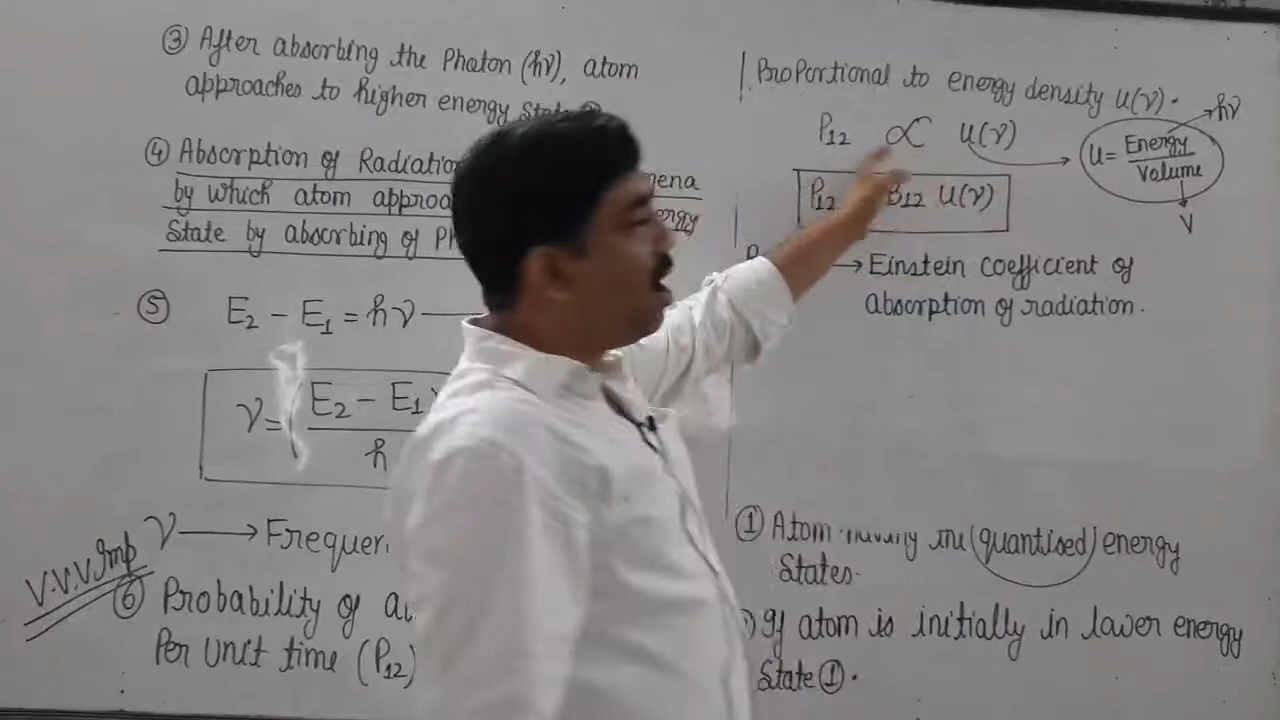 ③ After absorbing the Photon (hν), atom
approaches to higher energy State
④ Absorption of Radiation
by which atom
State by absorbing of
⑤ E₂ - E₁ = hν
ν = (E₂ - E₁
h
ν → Frequen
V.V.V Imp
⑥ Probability of
Per Unit time (P₁₂)
Proportional to energy density u(ν).
P₁₂ ∝ u(ν)
u = Energy → hν
Volume
V
P₁₂ B₁₂ u(ν)
→ Einstein coefficient of
absorption of radiation.
① Atom (quantised) energy
States.
If atom is initially in lower energy
State ①.